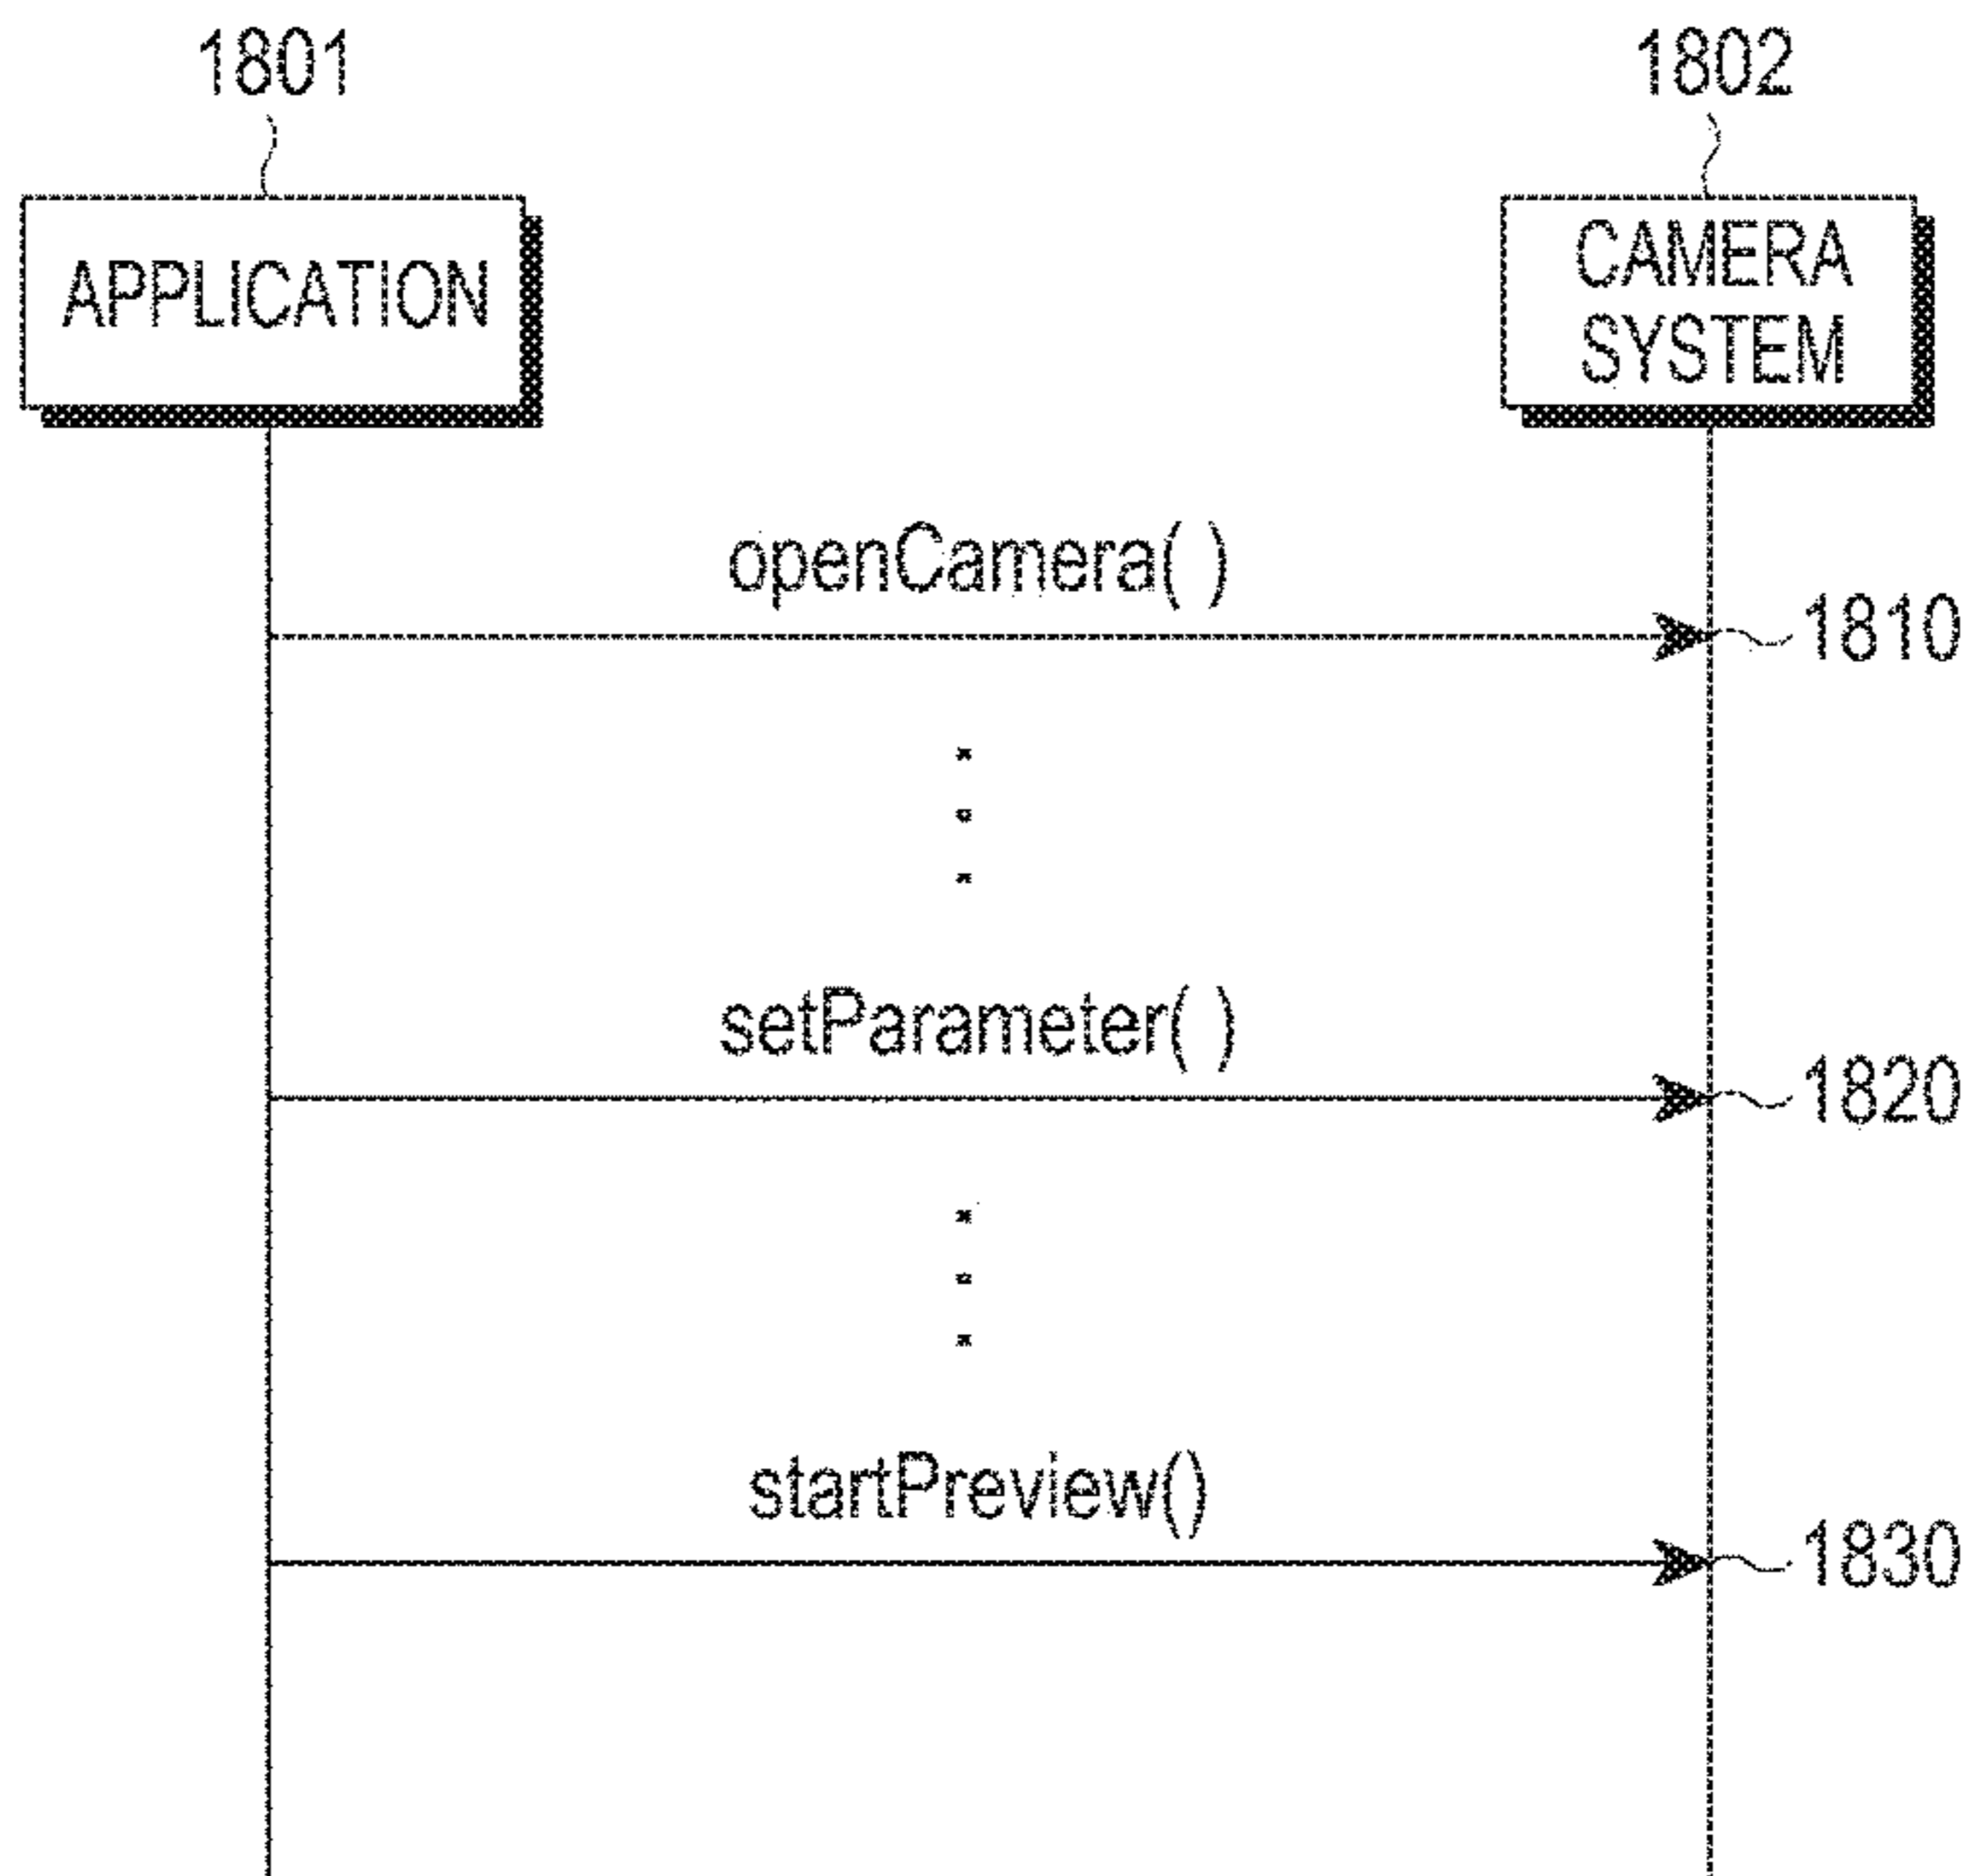 1801
1802
APPLICATION
CAMERA
SYSTEM
openCamera( )
1810
setParameter( )
1820
startPreview()
1830